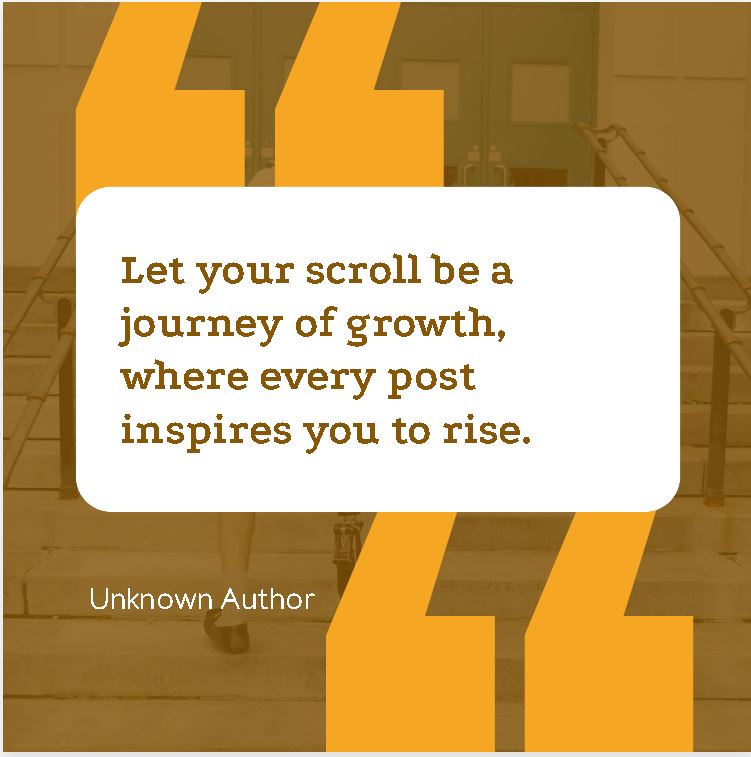 Let your scroll be a
journey of growth,
where every post
inspires you to rise.
Unknown Author